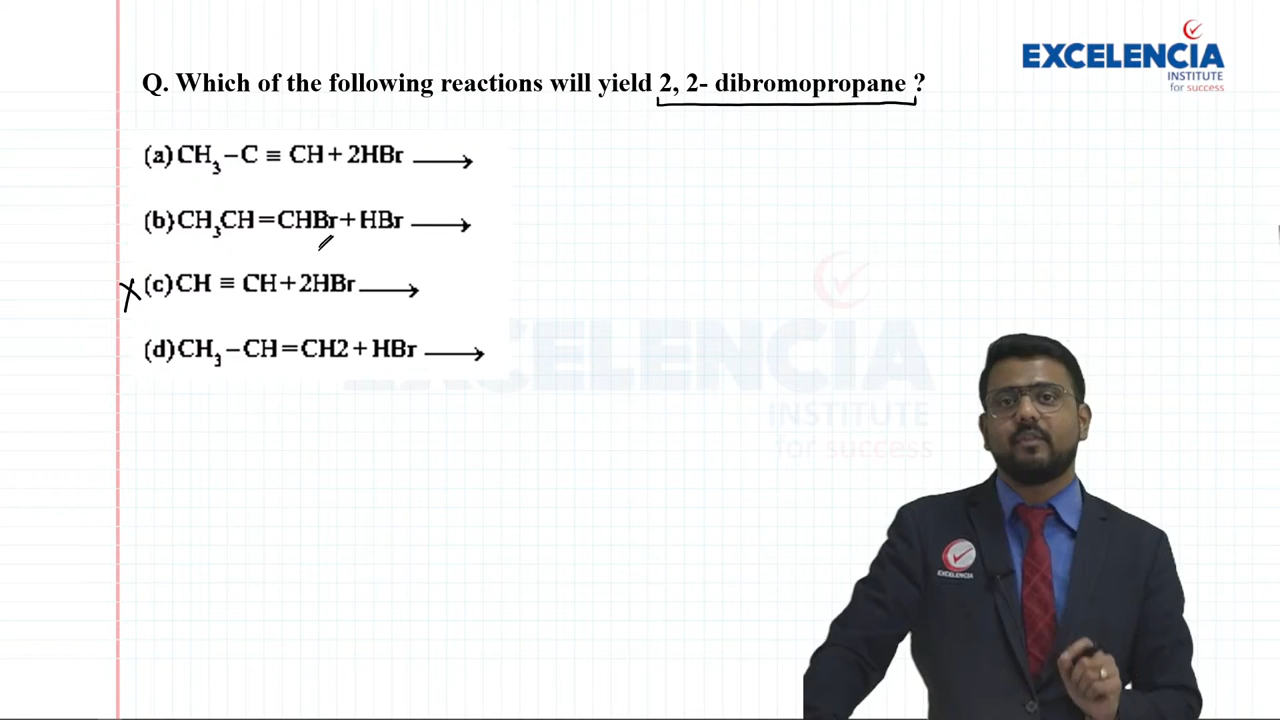 EXCELENCIA
INSTITUTE
for success
Q. Which of the following reactions will yield 2, 2- dibromopropane ?
(a) CH₃ – C ≡ CH + 2HBr ⟶
(b) CH₃CH = CHBr + HBr ⟶
X (c) CH ≡ CH + 2HBr ⟶
(d) CH₃ – CH = CH2 + HBr ⟶
EXCELENCIA
INSTITUTE
for success
EXCELENCIA